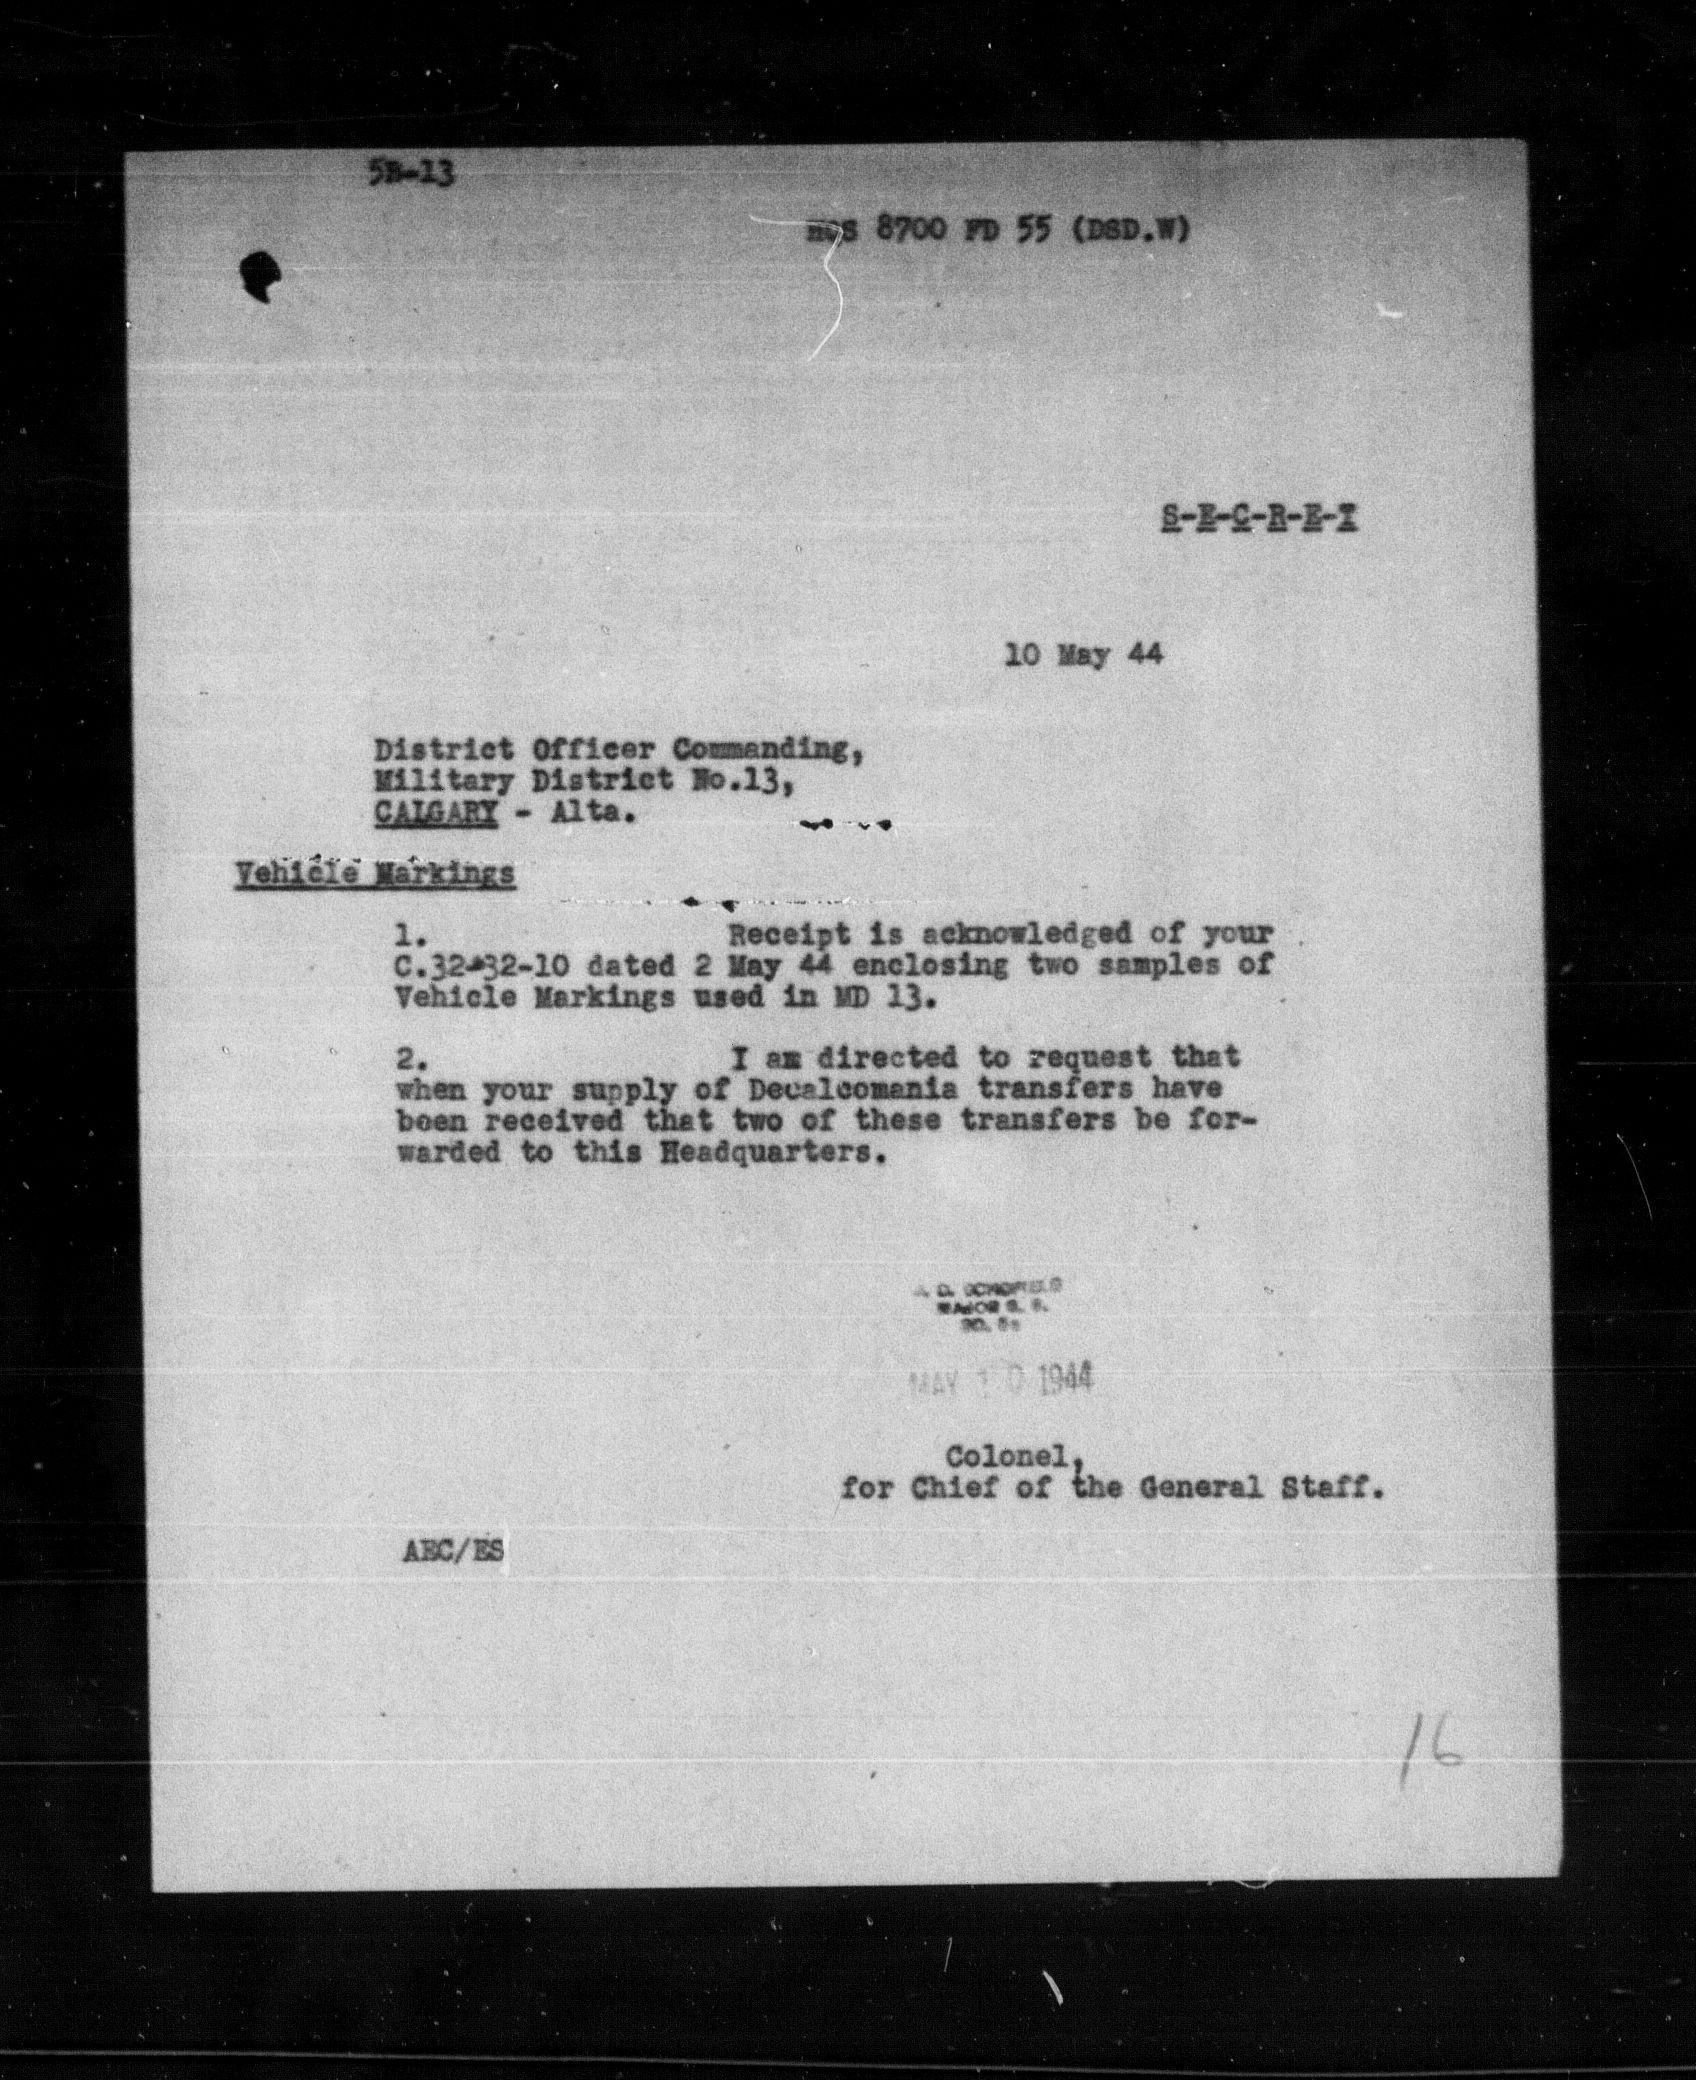 5B-13
HQS 8700 FD 55 (DSD.W)
S-E-C-R-E-T
10 May 44
District Officer Commanding,
Military District No.13,
CALGARY - Alta.
Vehicle Markings
1. Receipt is acknowledged of your
C.32-32-10 dated 2 May 44 enclosing two samples of
Vehicle Markings used in MD 13.
2. I am directed to request that
when your supply of Decalcomania transfers have
been received that two of these transfers be for-
warded to this Headquarters.
D. SCHOFIELD
MAJOR
MAY 10 1944
Colonel,
for Chief of the General Staff.
AEC/ES
16